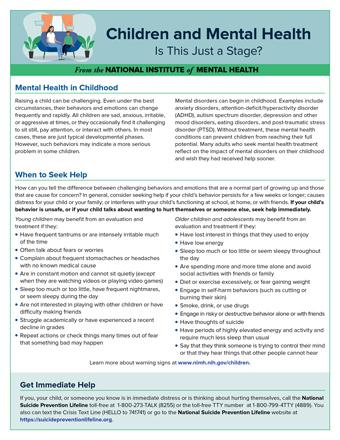 Children and Mental Health
Is This Just a Stage?
From the NATIONAL INSTITUTE of MENTAL HEALTH
Mental Health in Childhood
Raising a child can be challenging. Even under the best
circumstances, their behaviors and emotions can change
frequently and rapidly. All children are sad, anxious, irritable,
or aggressive at times, or they occasionally find it challenging
to sit still, pay attention, or interact with others. In most
cases, these are just typical developmental phases.
However, such behaviors may indicate a more serious
problem in some children.
Mental disorders can begin in childhood. Examples include
anxiety disorders, attention-deficit/hyperactivity disorder
(ADHD), autism spectrum disorder, depression and other
mood disorders, eating disorders, and post-traumatic stress
disorder (PTSD). Without treatment, these mental health
conditions can prevent children from reaching their full
potential. Many adults who seek mental health treatment
reflect on the impact of mental disorders on their childhood
and wish they had received help sooner.
When to Seek Help
How can you tell the difference between challenging behaviors and emotions that are a normal part of growing up and those
that are cause for concern? In general, consider seeking help if your child's behavior persists for a few weeks or longer; causes
distress for your child or your family; or interferes with your child's functioning at school, at home, or with friends. If your child's
behavior is unsafe, or if your child talks about wanting to hurt themselves or someone else, seek help immediately.
Young children may benefit from an evaluation and
treatment if they:
• Have frequent tantrums or are intensely irritable much
of the time
• Often talk about fears or worries
• Complain about frequent stomachaches or headaches
with no known medical cause
• Are in constant motion and cannot sit quietly (except
when they are watching videos or playing video games)
• Sleep too much or too little, have frequent nightmares,
or seem sleepy during the day
• Are not interested in playing with other children or have
difficulty making friends
• Struggle academically or have experienced a recent
decline in grades
• Repeat actions or check things many times out of fear
that something bad may happen
Older children and adolescents may benefit from an
evaluation and treatment if they:
• Have lost interest in things that they used to enjoy
• Have low energy
• Sleep too much or too little or seem sleepy throughout
the day
• Are spending more and more time alone and avoid
social activities with friends or family
• Diet or exercise excessively, or fear gaining weight
• Engage in self-harm behaviors (such as cutting or
burning their skin)
• Smoke, drink, or use drugs
• Engage in risky or destructive behavior alone or with friends
• Have thoughts of suicide
• Have periods of highly elevated energy and activity and
require much less sleep than usual
• Say that they think someone is trying to control their mind
or that they hear things that other people cannot hear
Learn more about warning signs at www.nimh.nih.gov/children.
Get Immediate Help
If you, your child, or someone you know is in immediate distress or is thinking about hurting themselves, call the National
Suicide Prevention Lifeline toll-free at 1-800-273-TALK (8255) or the toll-free TTY number at 1-800-799-4TTY (4889). You
also can text the Crisis Text Line (HELLO to 741741) or go to the National Suicide Prevention Lifeline website at
https://suicidepreventionlifeline.org.